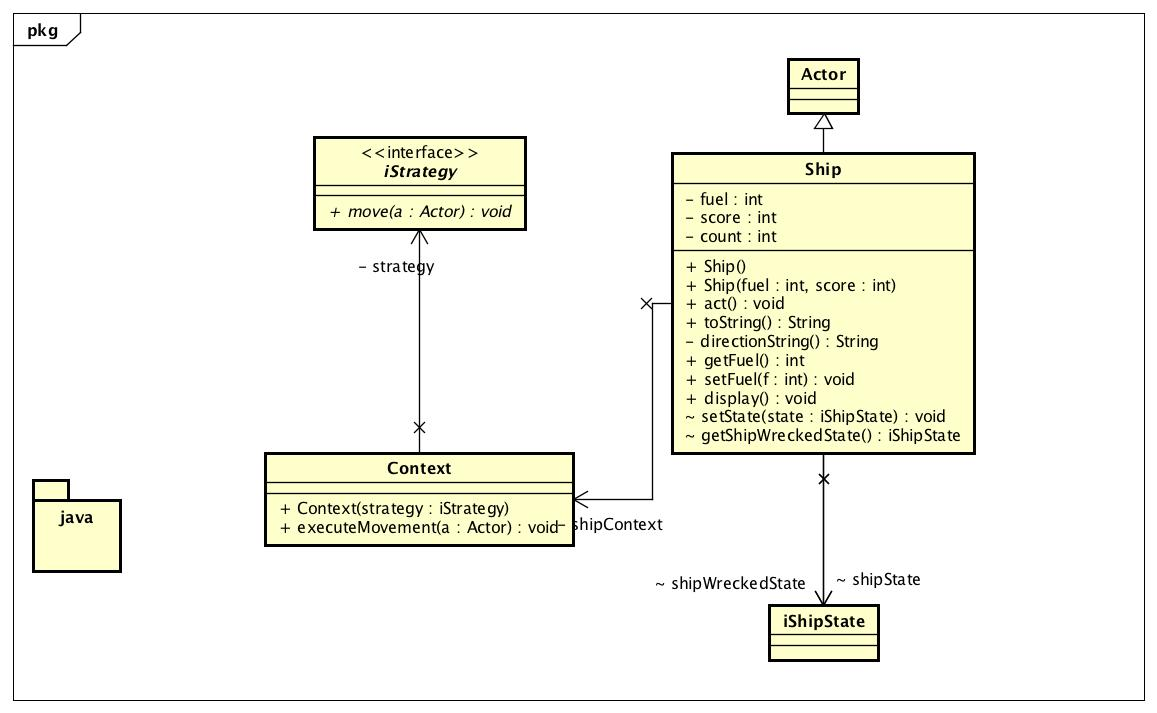 pkg
Actor
<<interface>>
iStrategy
+ move(a : Actor) : void
- strategy
Ship
- fuel : int
- score : int
- count : int
+ Ship()
+ Ship(fuel : int, score : int)
+ act() : void
+ toString() : String
- directionString() : String
+ getFuel() : int
+ setFuel(f : int) : void
+ display() : void
~ setState(state : iShipState) : void
~ getShipWreckedState() : iShipState
Context
+ Context(strategy : iStrategy)
+ executeMovement(a : Actor) : void
- shipContext
java
~ shipWreckedState
~ shipState
iShipState